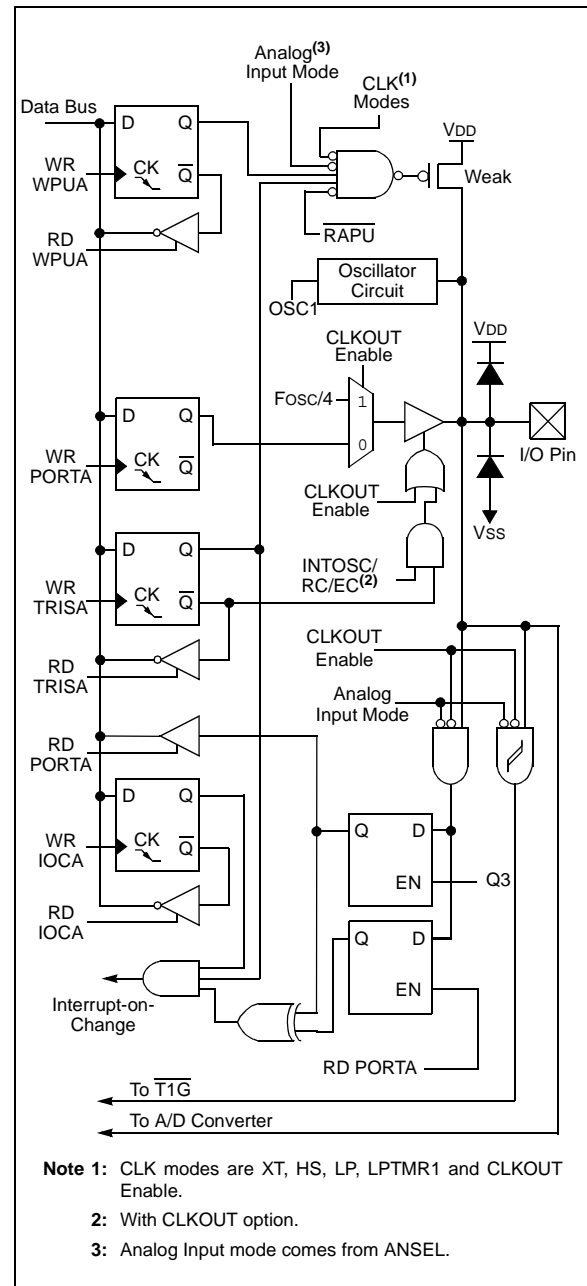 Analog(3)
Input Mode
CLK(1)
Modes
Data Bus
D Q
VDD
WR
WPUA
CK
Q
Weak
RD
WPUA
RAPU
Oscillator
Circuit
OSC1
CLKOUT
Enable
VDD
FOSC/4
1
D Q
0
I/O Pin
WR
PORTA
CK
Q
CLKOUT
Enable
VSS
D Q
INTOSC/
RC/EC(2)
WR
TRISA
CK
Q
CLKOUT
Enable
RD
TRISA
Analog
Input Mode
RD
PORTA
D Q
WR
IOCA
CK
Q
Q D
EN
Q3
RD
IOCA
Q D
EN
Interrupt-on-
Change
RD PORTA
To T1G
To A/D Converter
Note 1: CLK modes are XT, HS, LP, LPTMR1 and CLKOUT
Enable.
2: With CLKOUT option.
3: Analog Input mode comes from ANSEL.